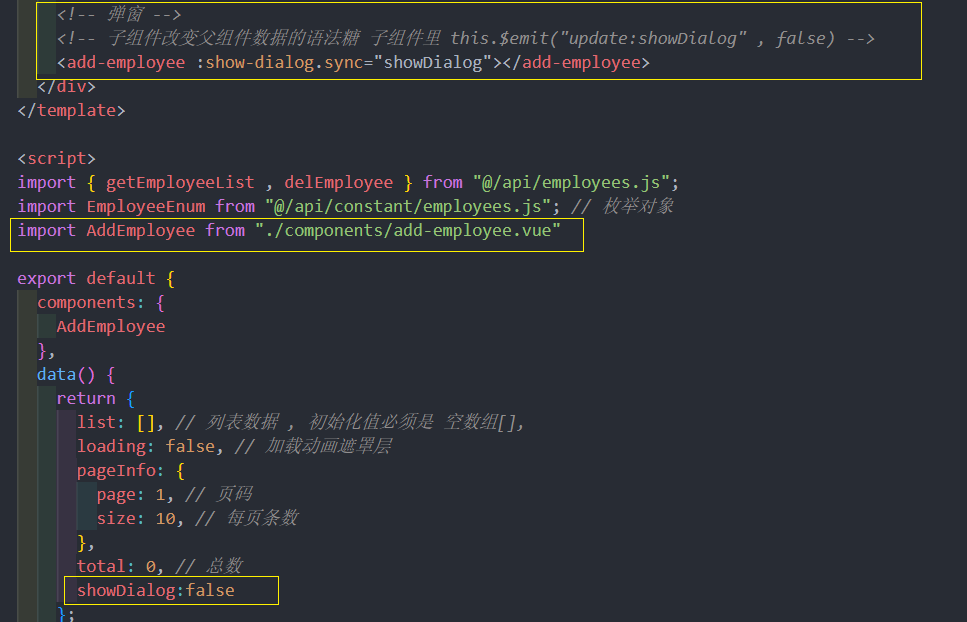 <!-- 弹窗 -->
<!-- 子组件改变父组件数据的语法糖 子组件里 this.$emit("update:showDialog" , false) -->
<add-employee :show-dialog.sync="showDialog"></add-employee>
</div>
</template>
<script>
import { getEmployeeList , delEmployee } from "@/api/employees.js";
import EmployeeEnum from "@/api/constant/employees.js"; // 枚举对象
import AddEmployee from "./components/add-employee.vue"
export default {
components: {
AddEmployee
},
data() {
return {
list: [], // 列表数据 , 初始化值必须是 空数组[],
loading: false, // 加载动画遮罩层
pageInfo: {
page: 1, // 页码
size: 10, // 每页条数
},
total: 0, // 总数
showDialog:false
};